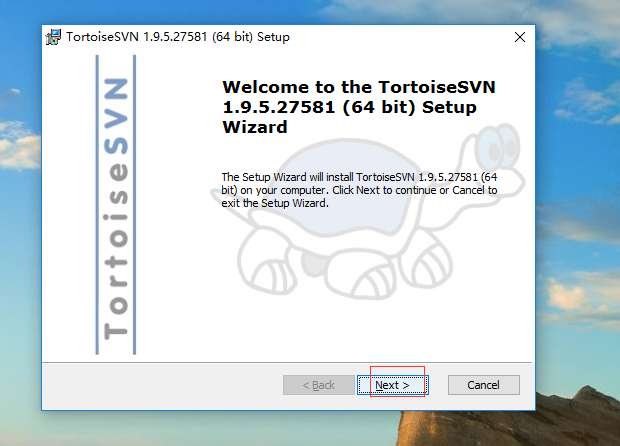 TortoiseSVN 1.9.5.27581 (64 bit) Setup
TortoiseSVN
Welcome to the TortoiseSVN
1.9.5.27581 (64 bit) Setup
Wizard
The Setup Wizard will install TortoiseSVN 1.9.5.27581 (64
bit) on your computer. Click Next to continue or Cancel to
exit the Setup Wizard.
< Back
Next >
Cancel